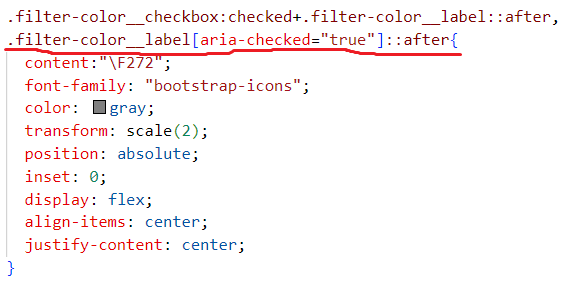 .filter-color__checkbox:checked+.filter-color__label::after,
.filter-color__label[aria-checked="true"]::after{
content:"\F272";
font-family: "bootstrap-icons";
color: gray;
transform: scale(2);
position: absolute;
inset: 0;
display: flex;
align-items: center;
justify-content: center;
}